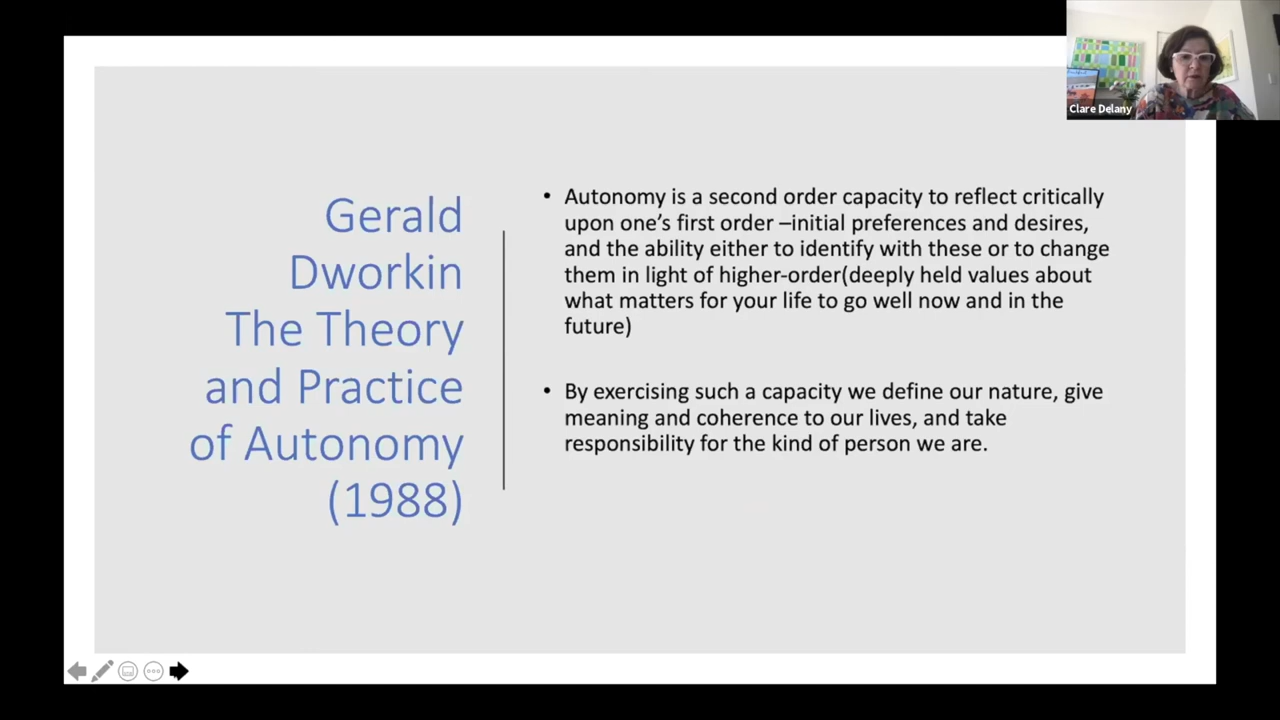 Clare Delany
Gerald
Dworkin
The Theory
and Practice
of Autonomy
(1988)
• Autonomy is a second order capacity to reflect critically
upon one's first order –initial preferences and desires,
and the ability either to identify with these or to change
them in light of higher-order(deeply held values about
what matters for your life to go well now and in the
future)
• By exercising such a capacity we define our nature, give
meaning and coherence to our lives, and take
responsibility for the kind of person we are.